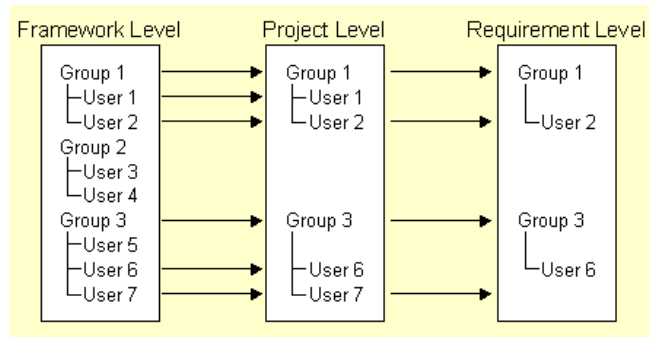 Framework Level
Project Level
Requirement Level
Group 1
User 1
User 2
Group 2
User 3
User 4
Group 3
User 5
User 6
User 7
Group 1
User 1
User 2
Group 3
User 6
User 7
Group 1
User 2
Group 3
User 6